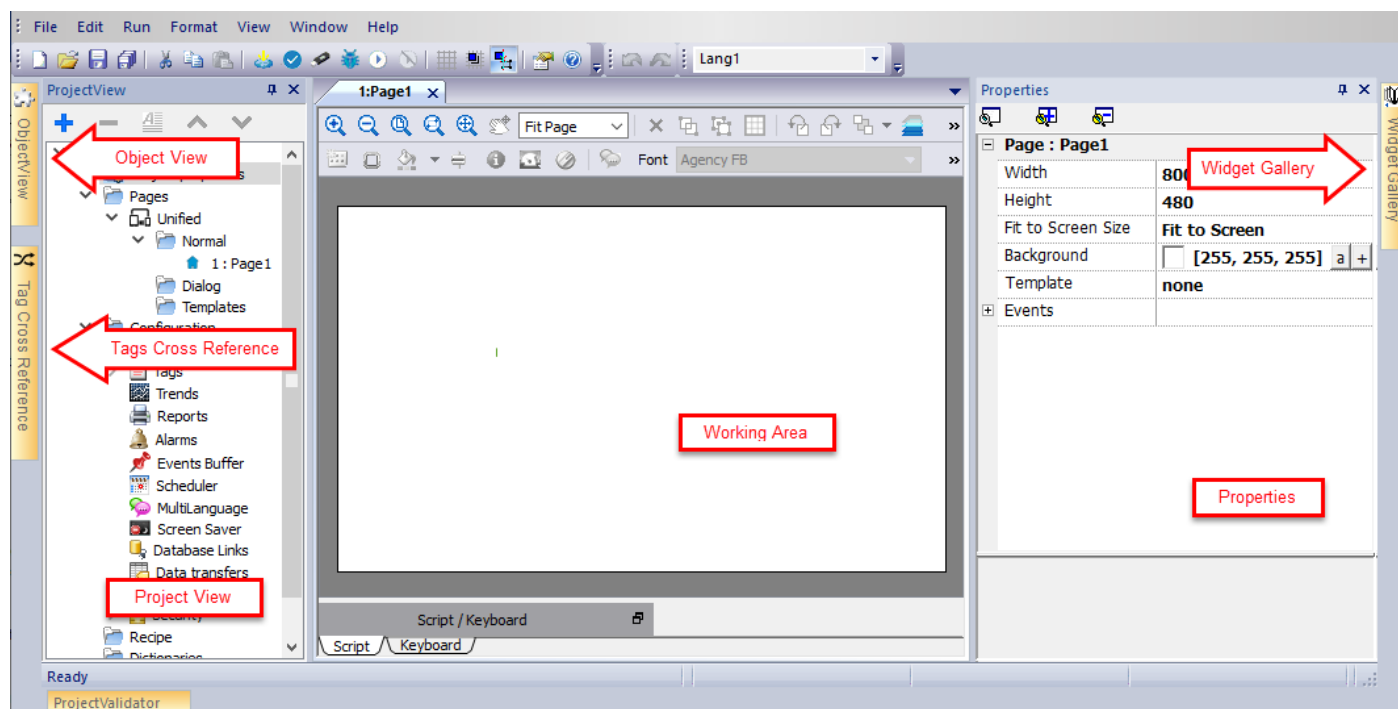 File Edit Run Format View Window Help
Lang1
ObjectView
Tag Cross Reference
ProjectView
Object View
Pages
Unified
Normal
1 : Page1
Dialog
Templates
Configuration
Tags Cross Reference
Tags
Trends
Reports
Alarms
Events Buffer
Scheduler
MultiLanguage
Screen Saver
Database Links
Data transfers
Project View
Security
Recipe
Dictionaries
1:Page1
Fit Page
Font Agency FB
Working Area
Script / Keyboard
Script Keyboard
Properties
Page : Page1
Width 800
Widget Gallery
Height 480
Fit to Screen Size Fit to Screen
Background [255, 255, 255] a +
Template none
Events
Properties
Widget Gallery
Ready
ProjectValidator